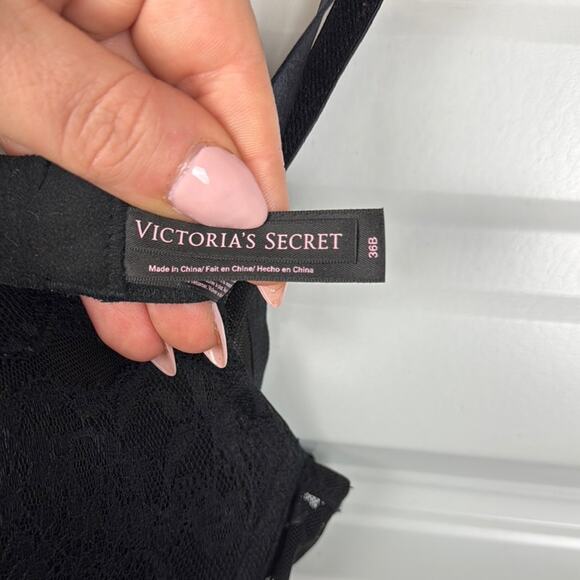 VICTORIA'S SECRET
Made in China/ Fait en Chine/ Hecho en China
36B